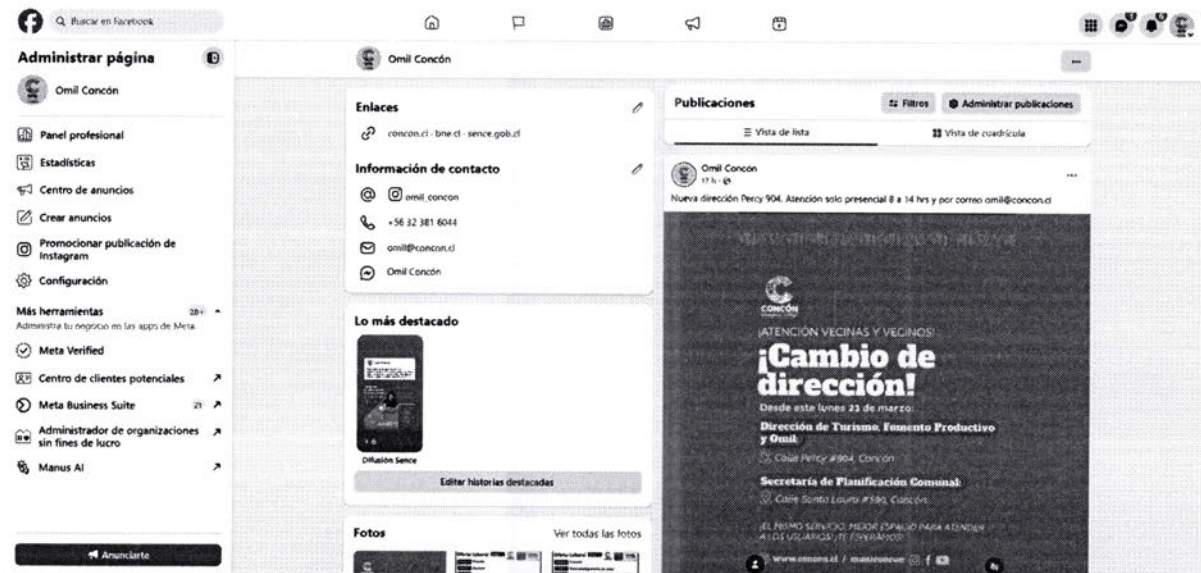 Buscar en Facebook
Administrar página
Omil Concón
Panel profesional
Estadísticas
Centro de anuncios
Crear anuncios
Promocionar publicación de
Instagram
Configuración
Más herramientas
20+
Administra tu negocio en las apps de Meta.
Meta Verified
Centro de clientes potenciales
Meta Business Suite
21
Administrador de organizaciones
sin fines de lucro
Manus AI
Anunciarte
Omil Concón
Enlaces
concon.cl - bne.cl - sence.gob.cl
Información de contacto
omil_concon
+56 32 381 6044
omil@concon.cl
Omil Concón
Lo más destacado
Difusión Sence
Editar historias destacadas
Fotos
Ver todas las fotos
Publicaciones
Filtros
Administrar publicaciones
Vista de lista
Vista de cuadrícula
Omil Concón
17 h
Nueva dirección Percy 904. Atención solo presencial 8 a 14 hrs y por correo omil@concon.cl
CONCÓN
¡ATENCIÓN VECINAS Y VECINOS!
¡Cambio de
dirección!
Desde este lunes 23 de marzo:
Dirección de Turismo, Fomento Productivo
y Omil:
Calle Percy #904, Concón
Secretaría de Planificación Comunal:
Calle Santa Laura #590, Concón.
¡EL MISMO SERVICIO, MEJOR ESPACIO PARA ATENDER
A LOS USUARIOS! ¡TE ESPERAMOS!
www.concon.cl / municoncon